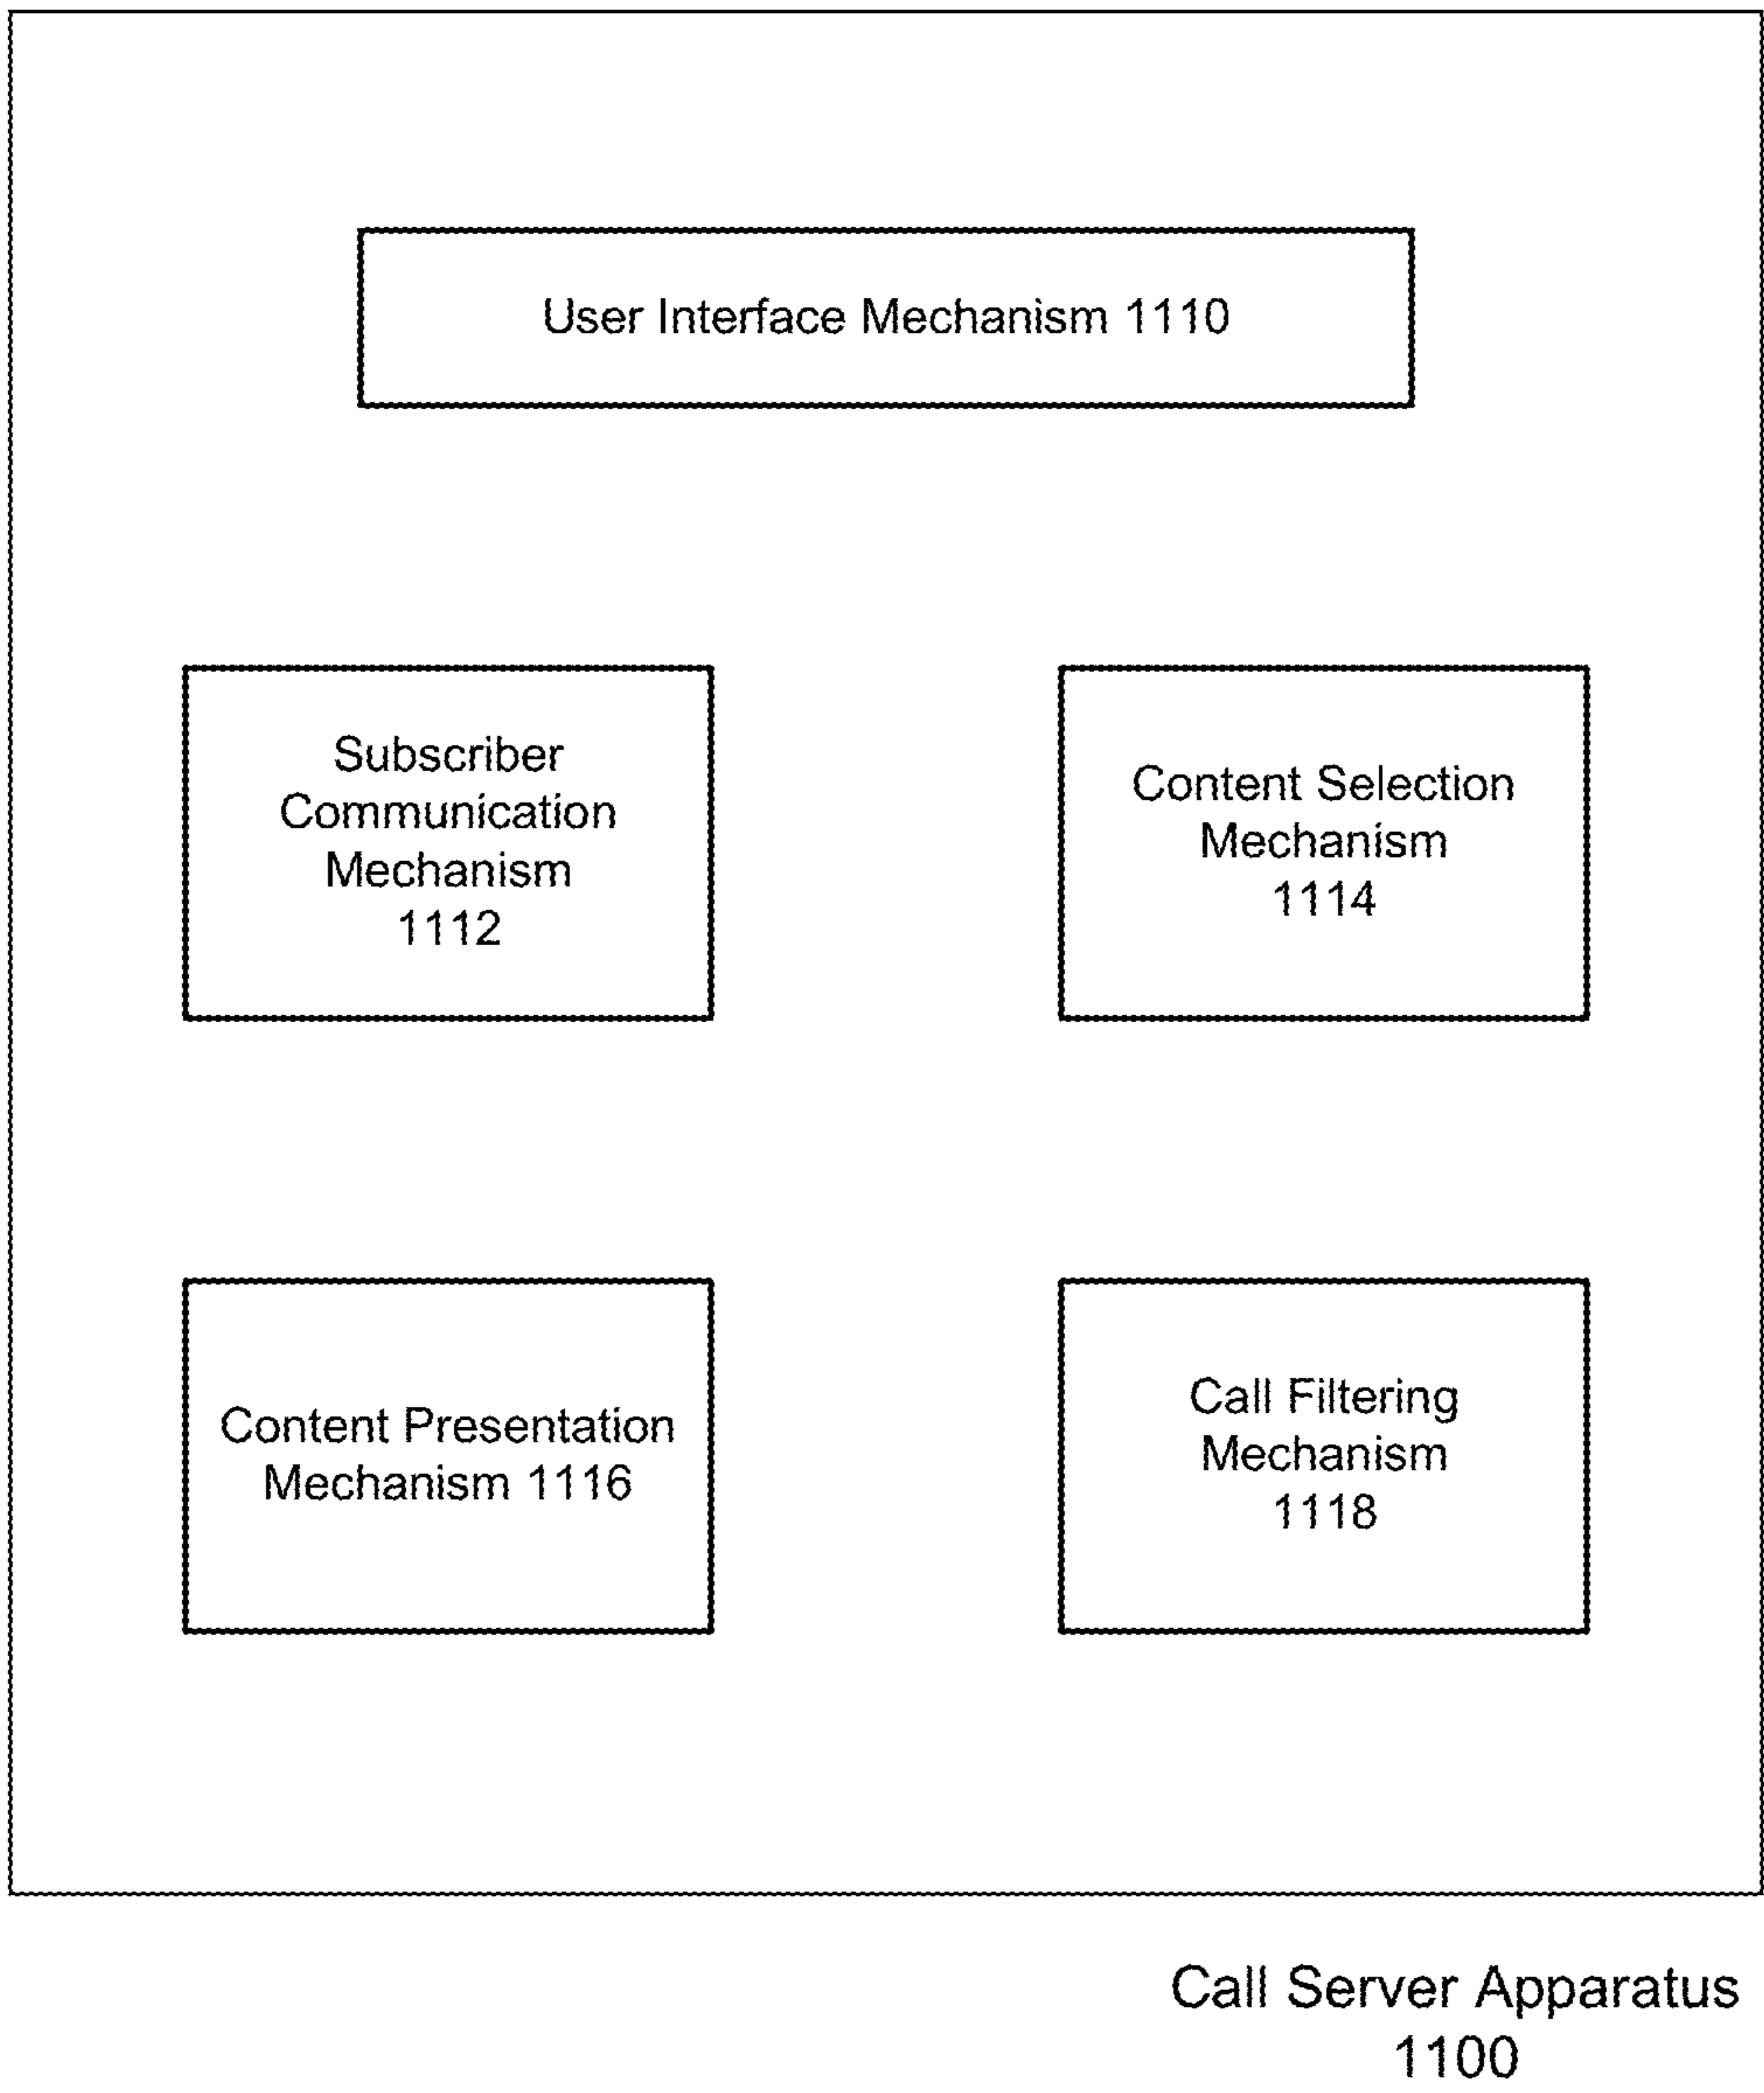 User Interface Mechanism 1110
Subscriber
Communication
Mechanism
1112
Content Selection
Mechanism
1114
Content Presentation
Mechanism 1116
Call Filtering
Mechanism
1118
Call Server Apparatus
1100